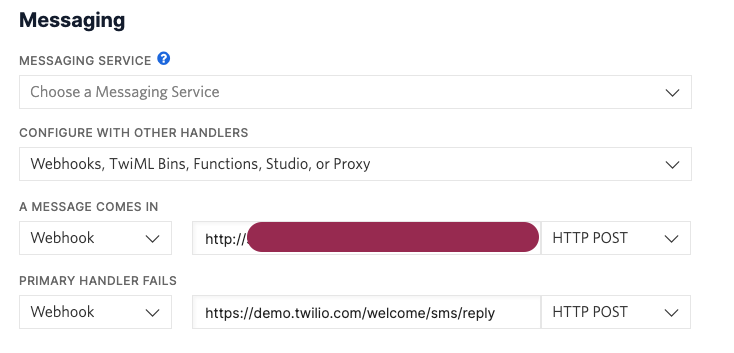 Messaging
MESSAGING SERVICE ?
Choose a Messaging Service
CONFIGURE WITH OTHER HANDLERS
Webhooks, TwiML Bins, Functions, Studio, or Proxy
A MESSAGE COMES IN
Webhook http:// HTTP POST
PRIMARY HANDLER FAILS
Webhook https://demo.twilio.com/welcome/sms/reply HTTP POST